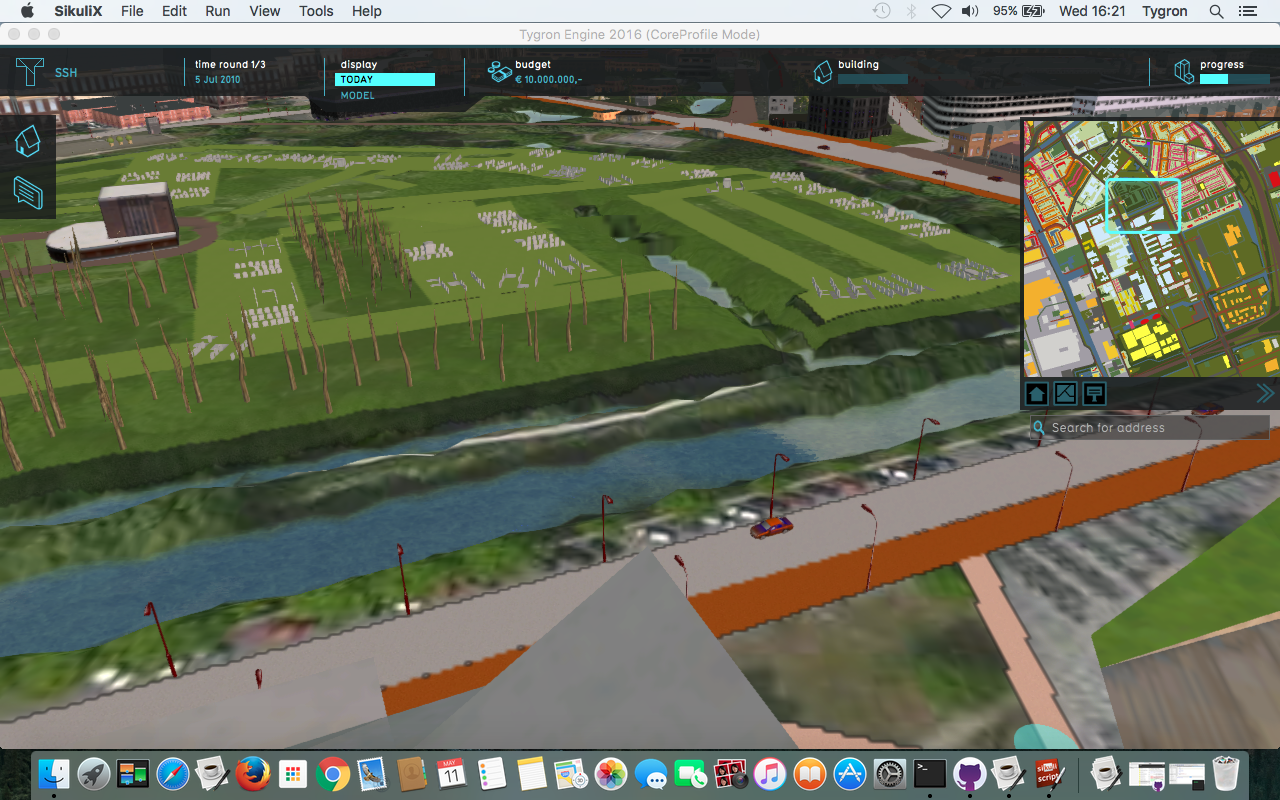 SikuliX File Edit Run View Tools Help 95% Wed 16:21 Tygron
Tygron Engine 2016 (CoreProfile Mode)
SSH
time round 1/3
5 Jul 2010
display
TODAY
MODEL
budget
€ 10.000.000,-
building
progress
Search for address
MAY
11
sikuli
script